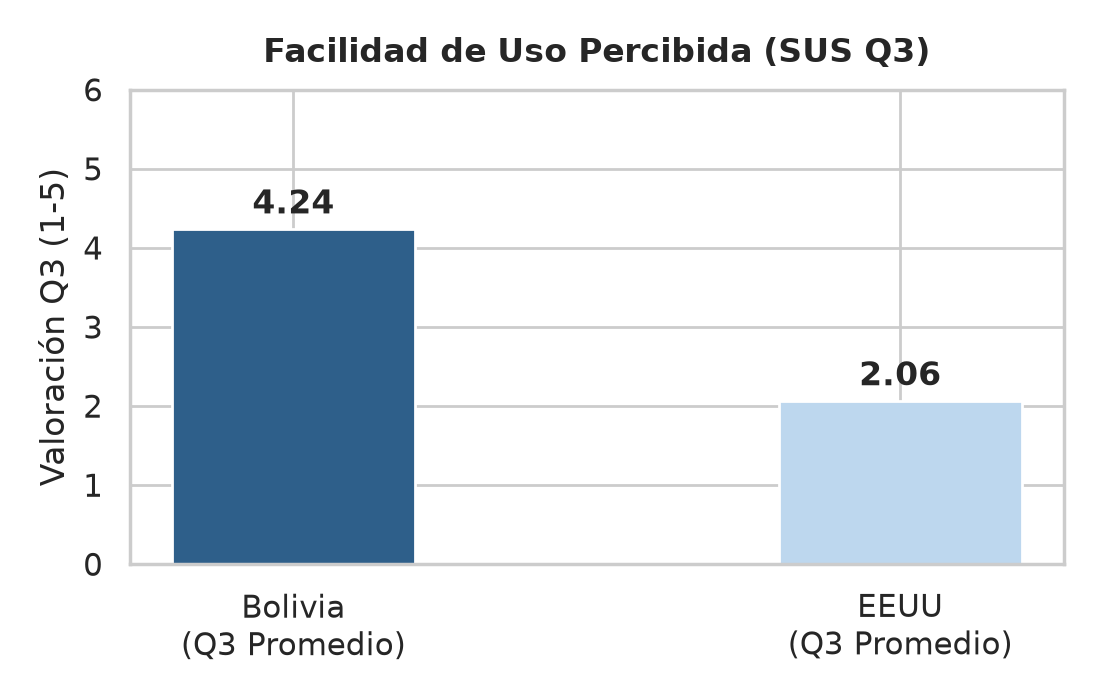 Facilidad de Uso Percibida (SUS Q3)
Valoración Q3 (1-5)
6
5
4
3
2
1
0
4.24
2.06
Bolivia
(Q3 Promedio)
EEUU
(Q3 Promedio)